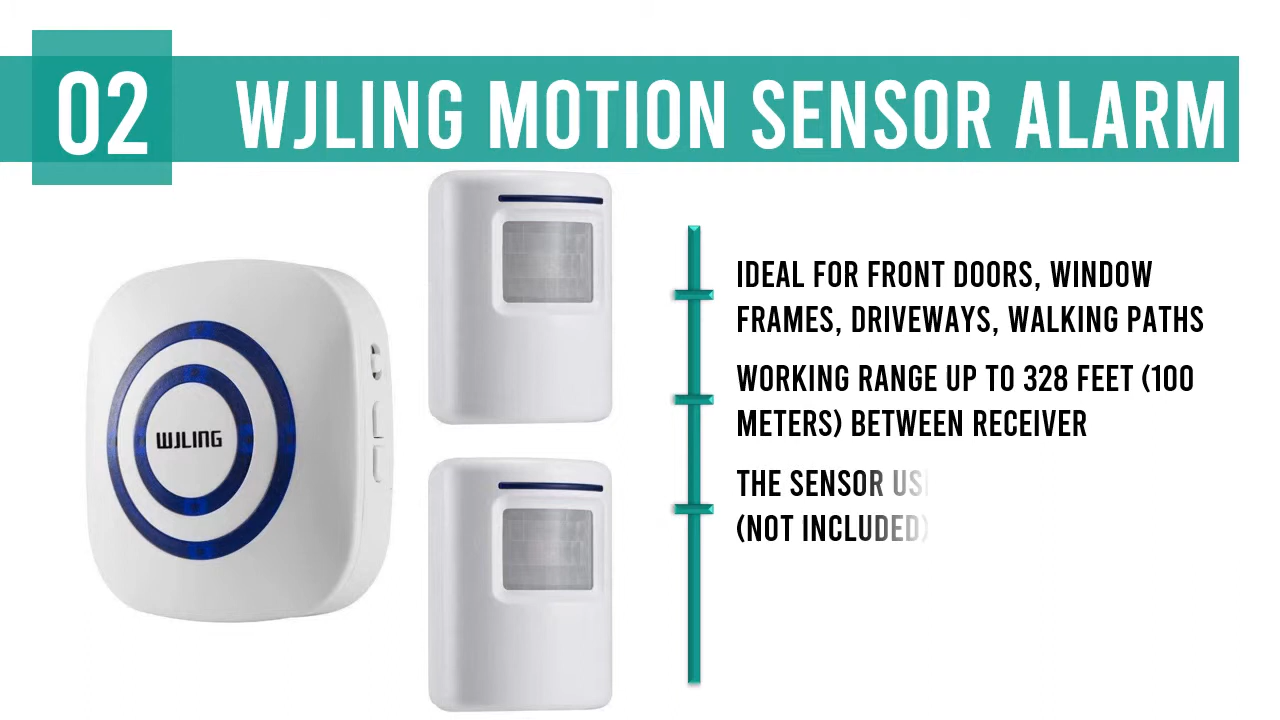 02
WJLING MOTION SENSOR ALARM
WJLING
IDEAL FOR FRONT DOORS, WINDOW
FRAMES, DRIVEWAYS, WALKING PATHS
WORKING RANGE UP TO 328 FEET (100
METERS) BETWEEN RECEIVER
THE SENSOR
(NOT INCLUDED)